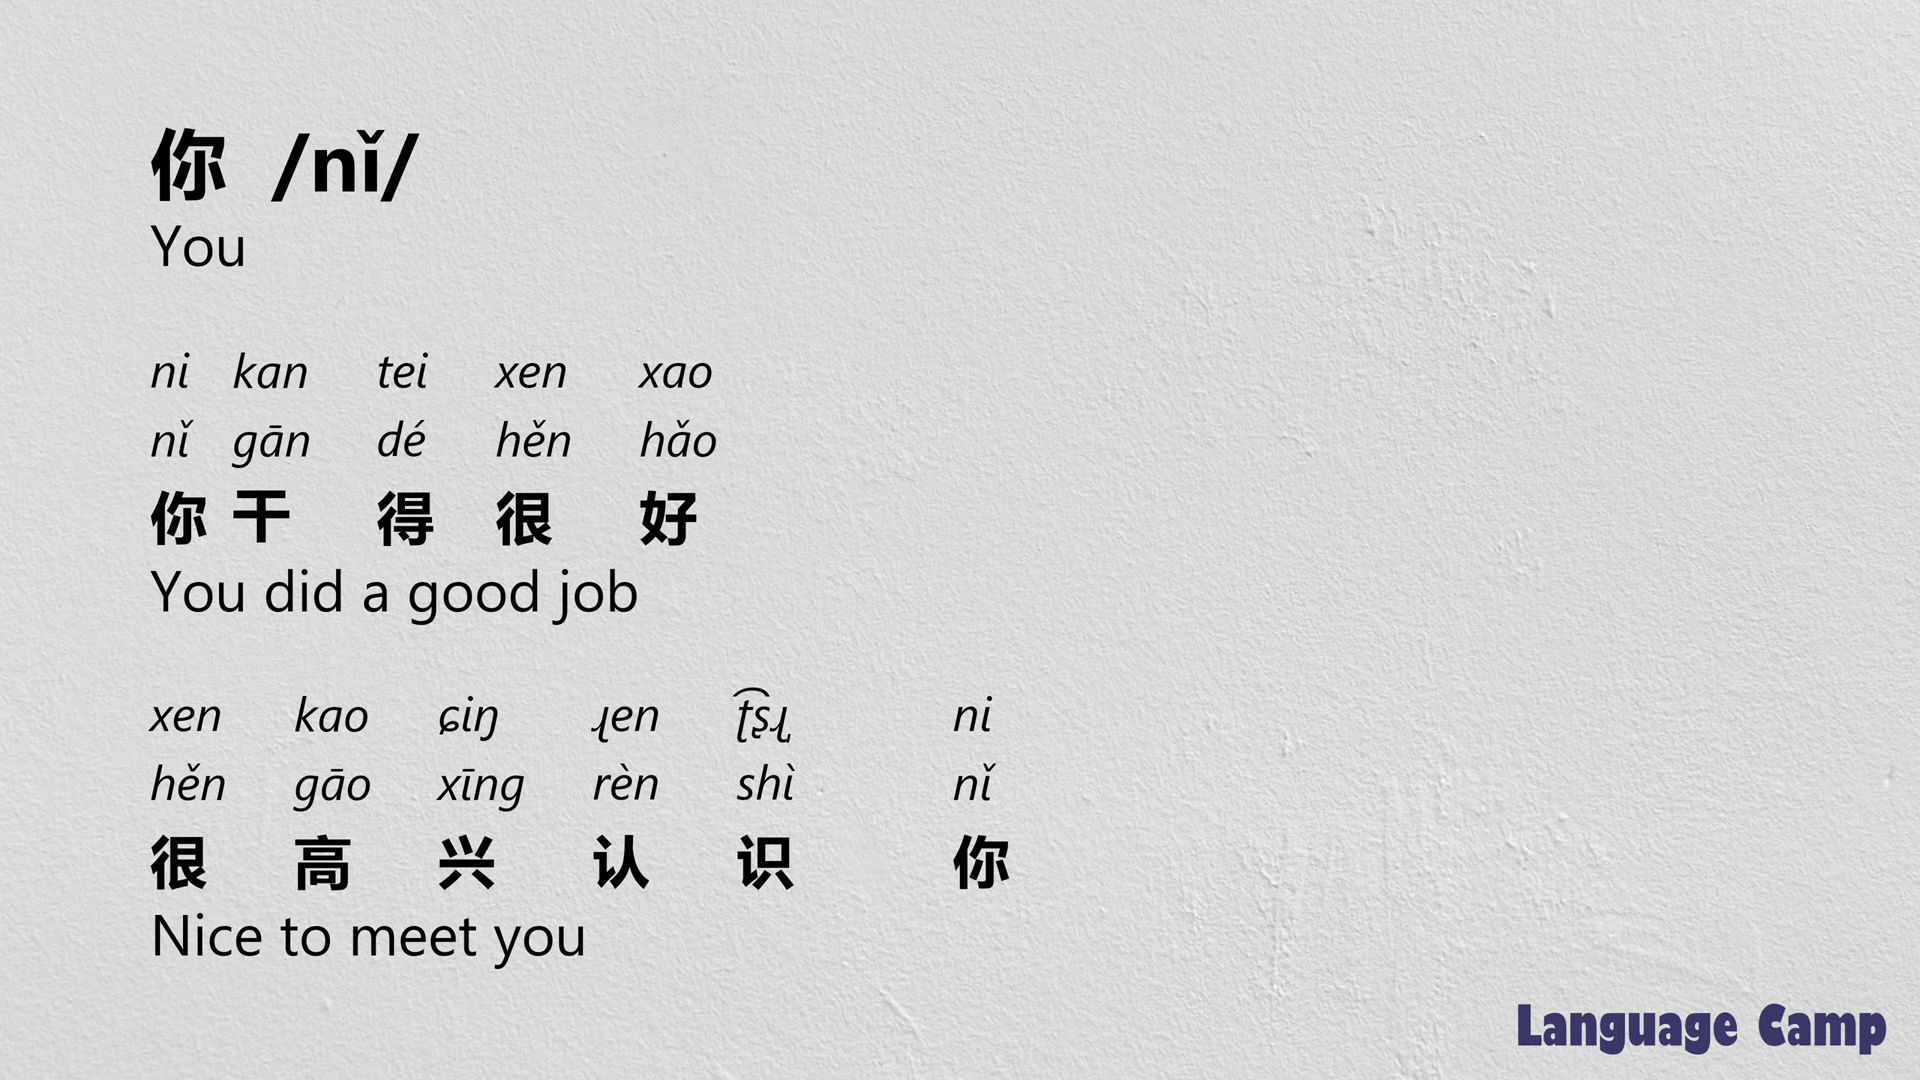 你 /nǐ/
You
ni kan tei xen xao
nǐ gān dé hěn hǎo
你 干 得 很 好
You did a good job
xen kao ɕiŋ ɻen ʈ͡ʂɻ̩ ni
hěn gāo xīng rèn shì nǐ
很 高 兴 认 识 你
Nice to meet you
Language Camp